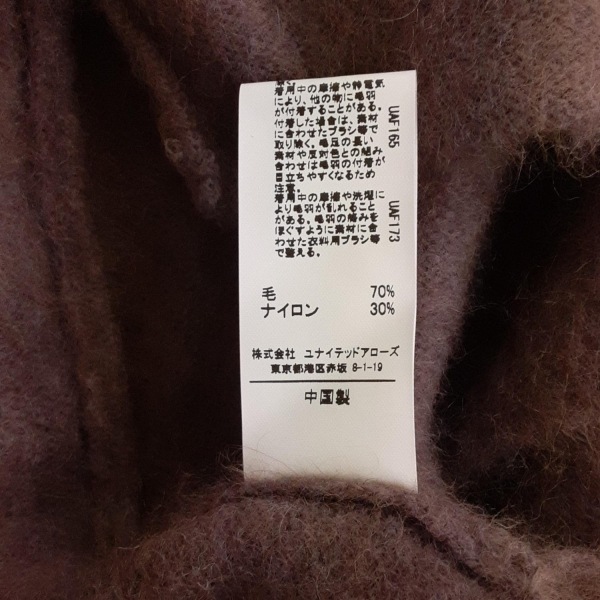 着用中の摩擦や静電気
により、他の物に毛羽
が付着することがある。
付着した場合は、素材
に合わせたブラシ等で
取り除く。毛足の長い
素材や反対色との組み
合わせは毛羽の付着が
目立ちやすくなるため
注意。
着用中の摩擦や洗濯に
より毛羽が乱れること
がある。毛羽の絡みを
ほぐすように素材に合
わせた衣料用ブラシ等
で整える。
UAF165
UAF173
毛 70%
ナイロン 30%
株式会社 ユナイテッドアローズ
東京都港区赤坂 8-1-19
中国製